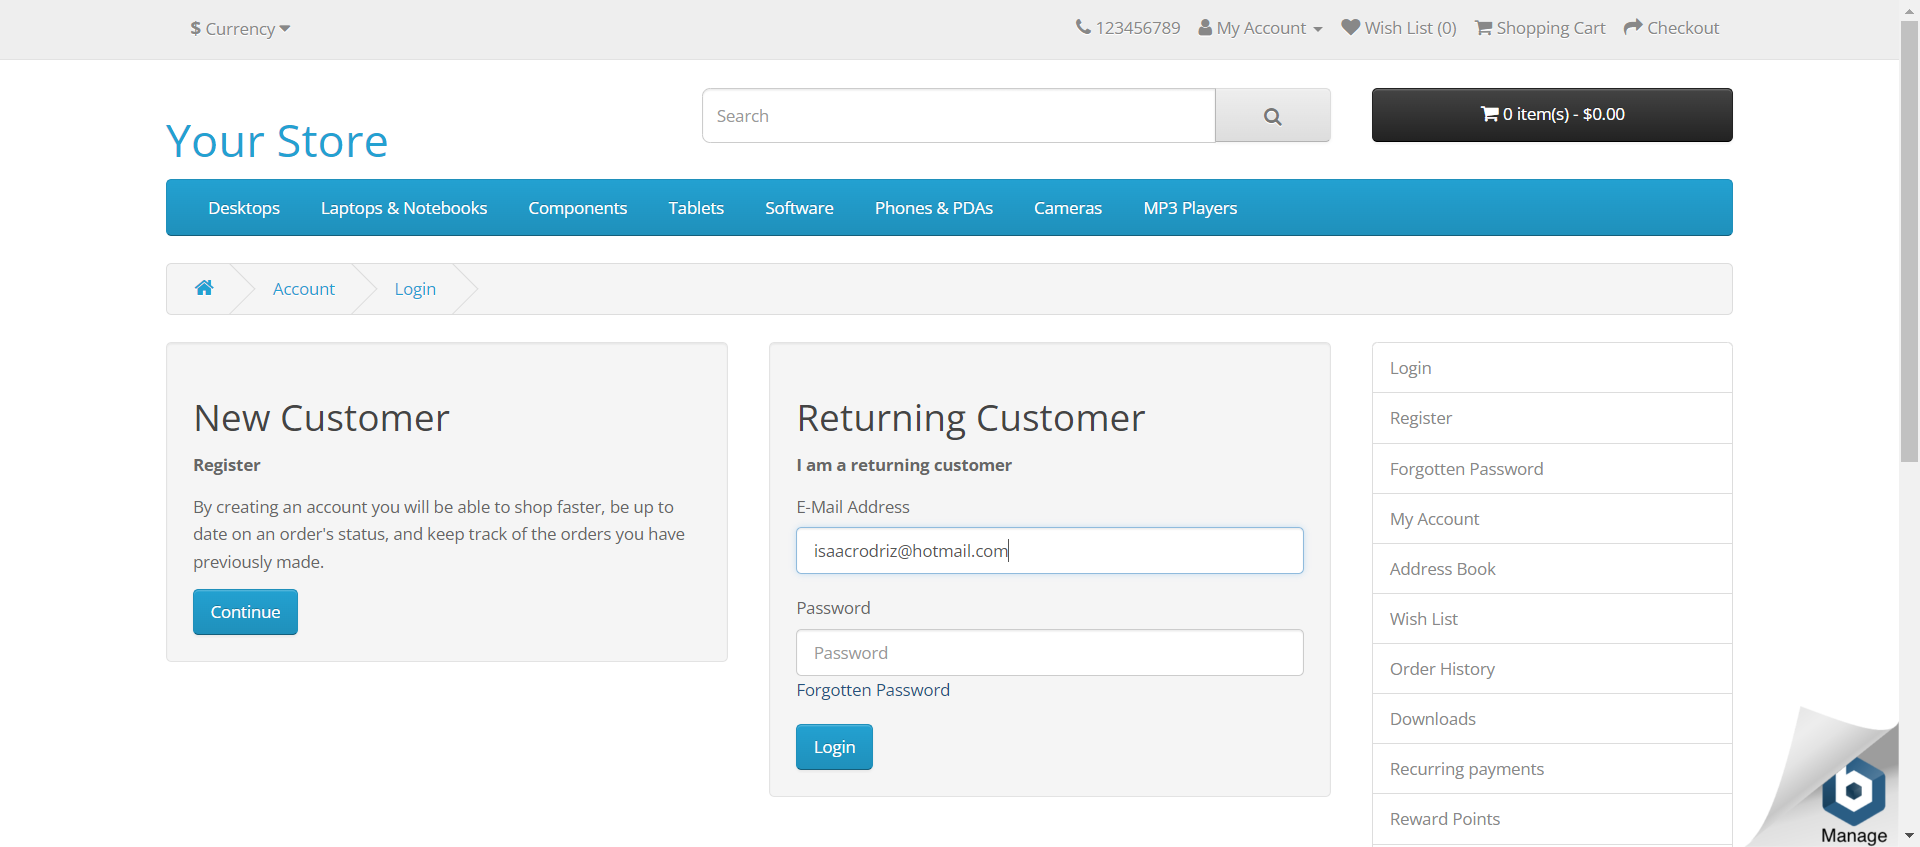 $ Currency
123456789 My Account Wish List (0) Shopping Cart Checkout
Your Store
Search
0 item(s) - $0.00
Desktops Laptops & Notebooks Components Tablets Software Phones & PDAs Cameras MP3 Players
Account Login
New Customer
Register
By creating an account you will be able to shop faster, be up to
date on an order's status, and keep track of the orders you have
previously made.
Continue
Returning Customer
I am a returning customer
E-Mail Address
isaacrodriz@hotmail.com
Password
Password
Forgotten Password
Login
Login
Register
Forgotten Password
My Account
Address Book
Wish List
Order History
Downloads
Recurring payments
Reward Points
b
Manage